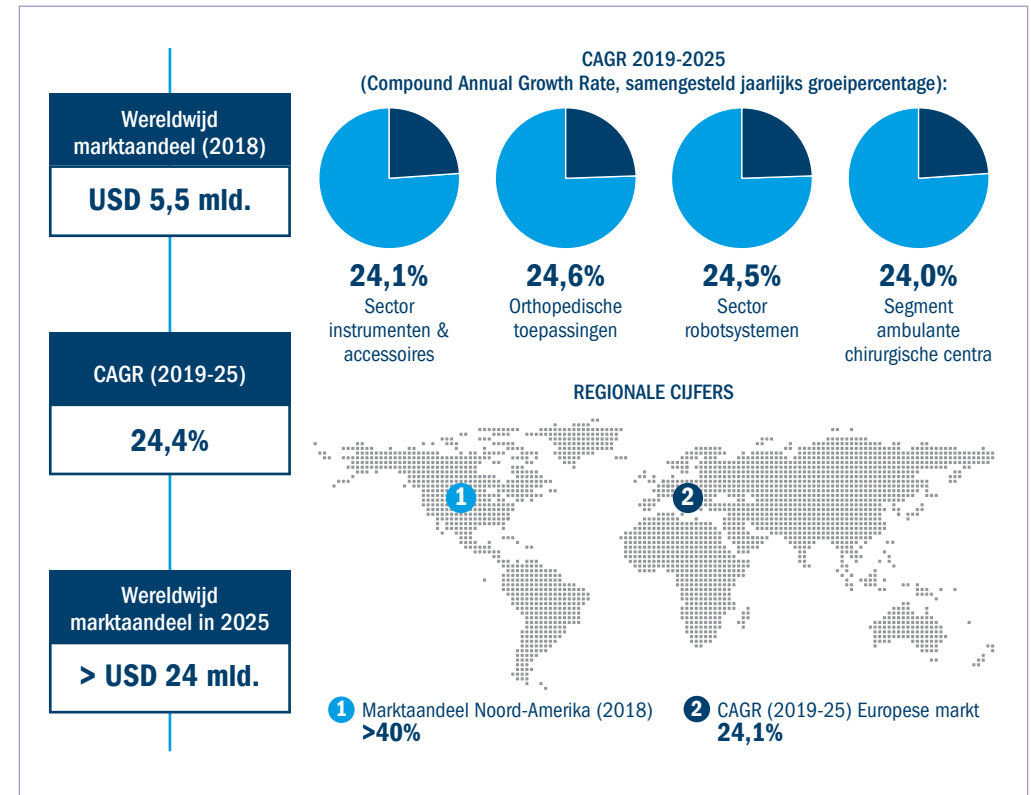 Wereldwijd
marktaandeel (2018)
USD 5,5 mld.
CAGR (2019-25)
24,4%
Wereldwijd
marktaandeel in 2025
> USD 24 mld.
CAGR 2019-2025
(Compound Annual Growth Rate, samengesteld jaarlijks groeipercentage):
24,1%
Sector
instrumenten &
accessoires
24,6%
Orthopedische
toepassingen
24,5%
Sector
robotsystemen
24,0%
Segment
ambulante
chirurgische centra
REGIONALE CIJFERS
1
2
1 Marktaandeel Noord-Amerika (2018)
>40%
2 CAGR (2019-25) Europese markt
24,1%